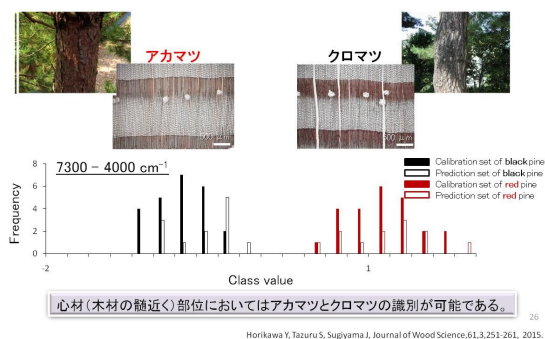 アカマツ
クロマツ
500 μm
500 μm
7300 – 4000 cm⁻¹
Calibration set of black pine
Prediction set of black pine
Calibration set of red pine
Prediction set of red pine
Frequency
8
6
4
2
0
-2
1
Class value
心材（木材の髄近く）部位においてはアカマツとクロマツの識別が可能である。
26
Horikawa Y, Tazuru S, Sugiyama J, Journal of Wood Science,61,3,251-261, 2015.